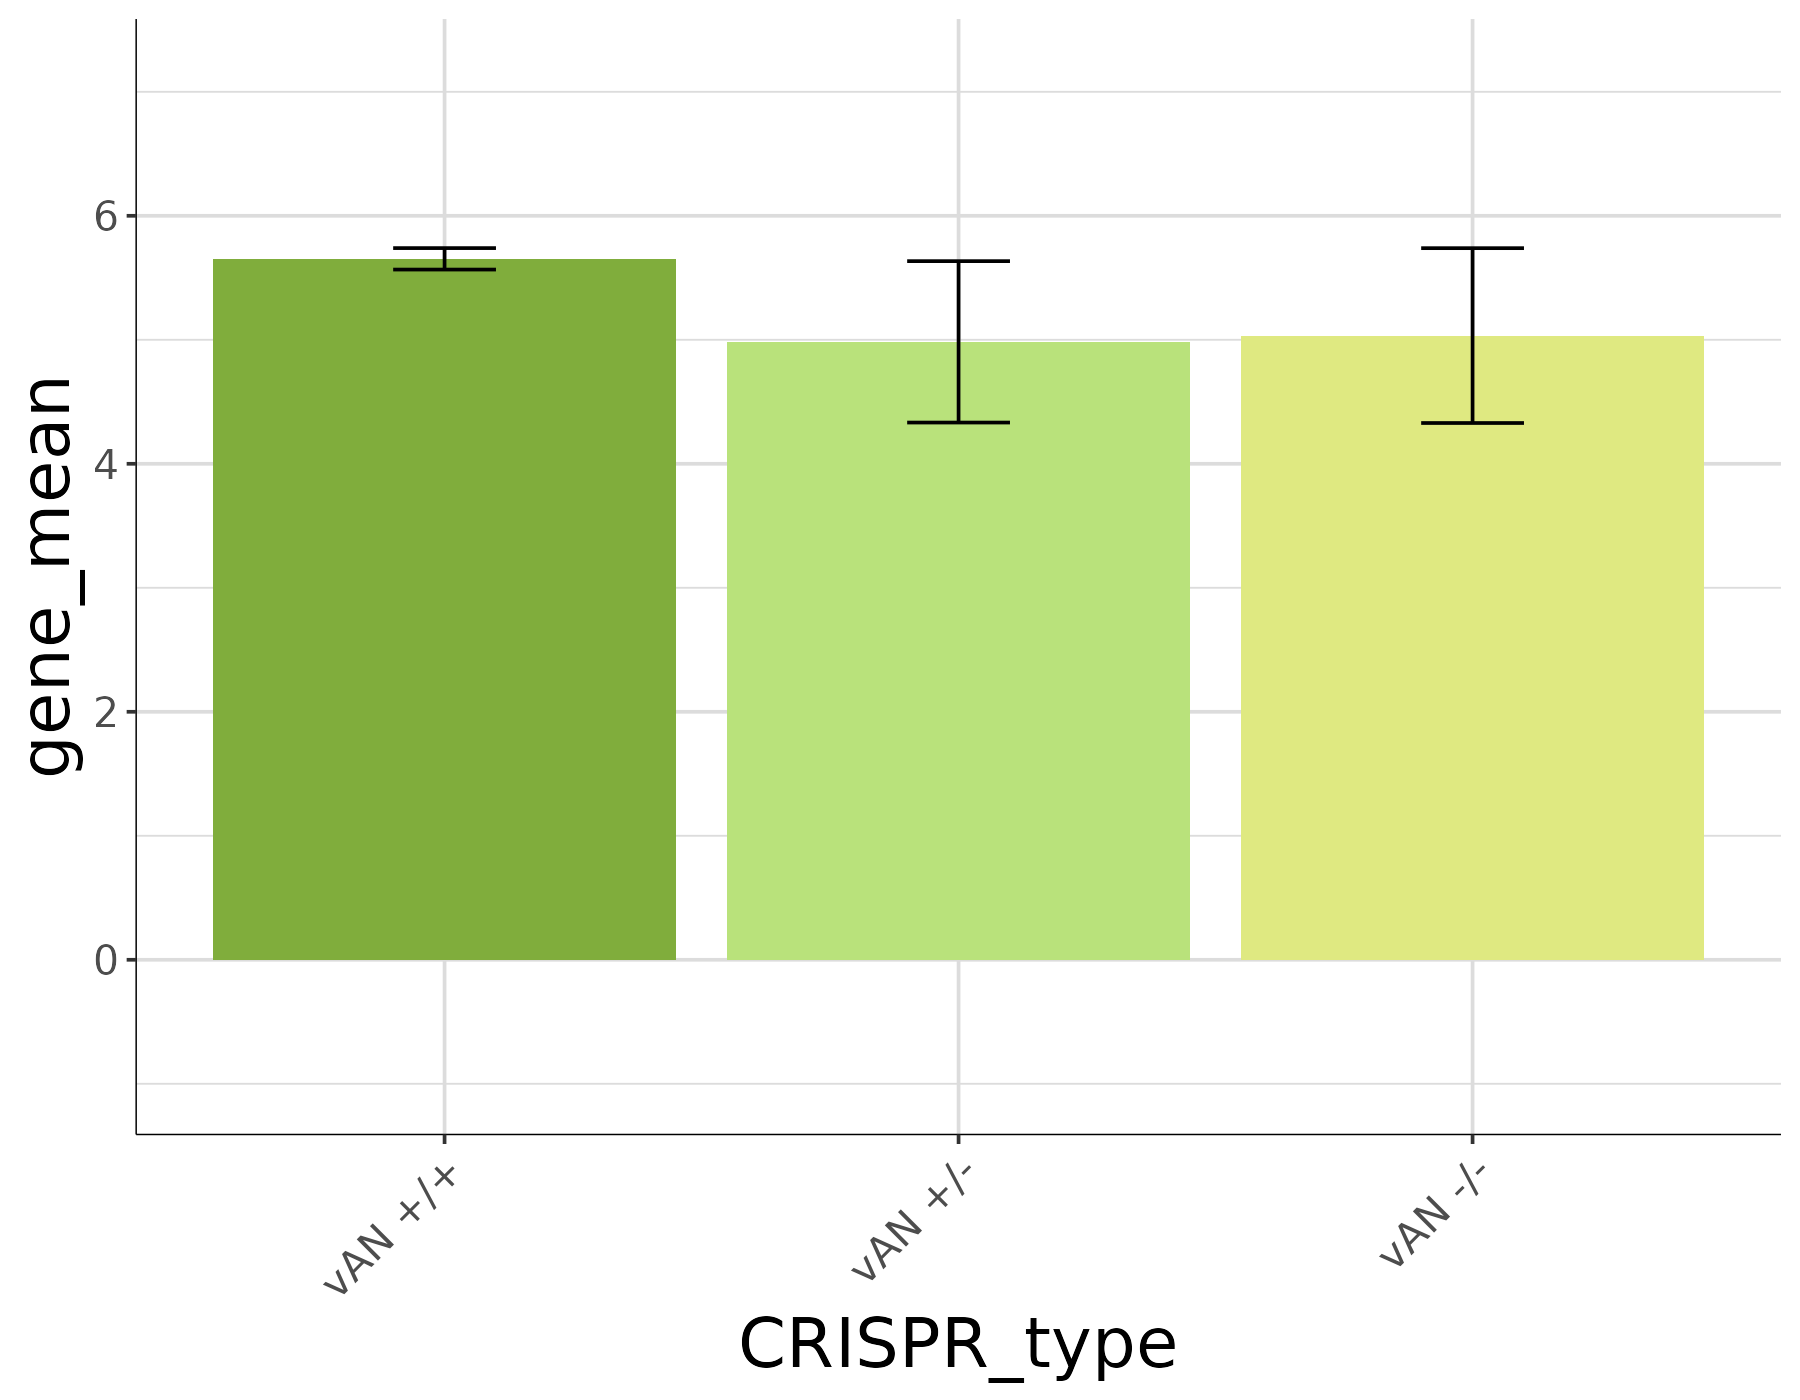 gene_mean
6
4
2
0
vAN +/+
vAN +/-
vAN -/-
CRISPR_type